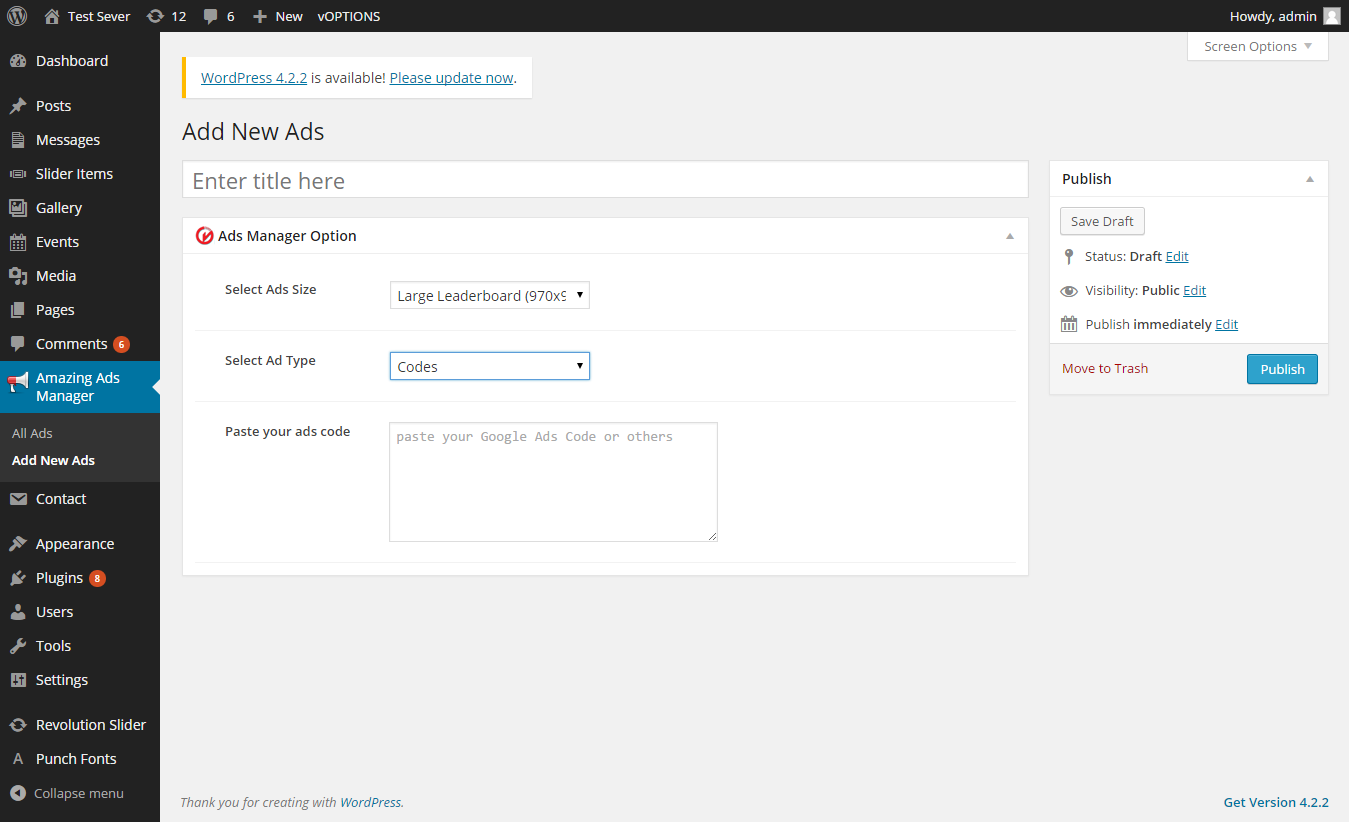 Test Sever 12 6 New vOPTIONS Howdy, admin
Screen Options
Dashboard
Posts
Messages
Slider Items
Gallery
Events
Media
Pages
Comments 6
Amazing Ads
Manager
All Ads
Add New Ads
Contact
Appearance
Plugins 8
Users
Tools
Settings
Revolution Slider
A Punch Fonts
Collapse menu
WordPress 4.2.2 is available! Please update now.
Add New Ads
Enter title here
Ads Manager Option
Select Ads Size Large Leaderboard (970x9
Select Ad Type Codes
Paste your ads code paste your Google Ads Code or others
Publish
Save Draft
Status: Draft Edit
Visibility: Public Edit
Publish immediately Edit
Move to Trash Publish
Thank you for creating with WordPress. Get Version 4.2.2